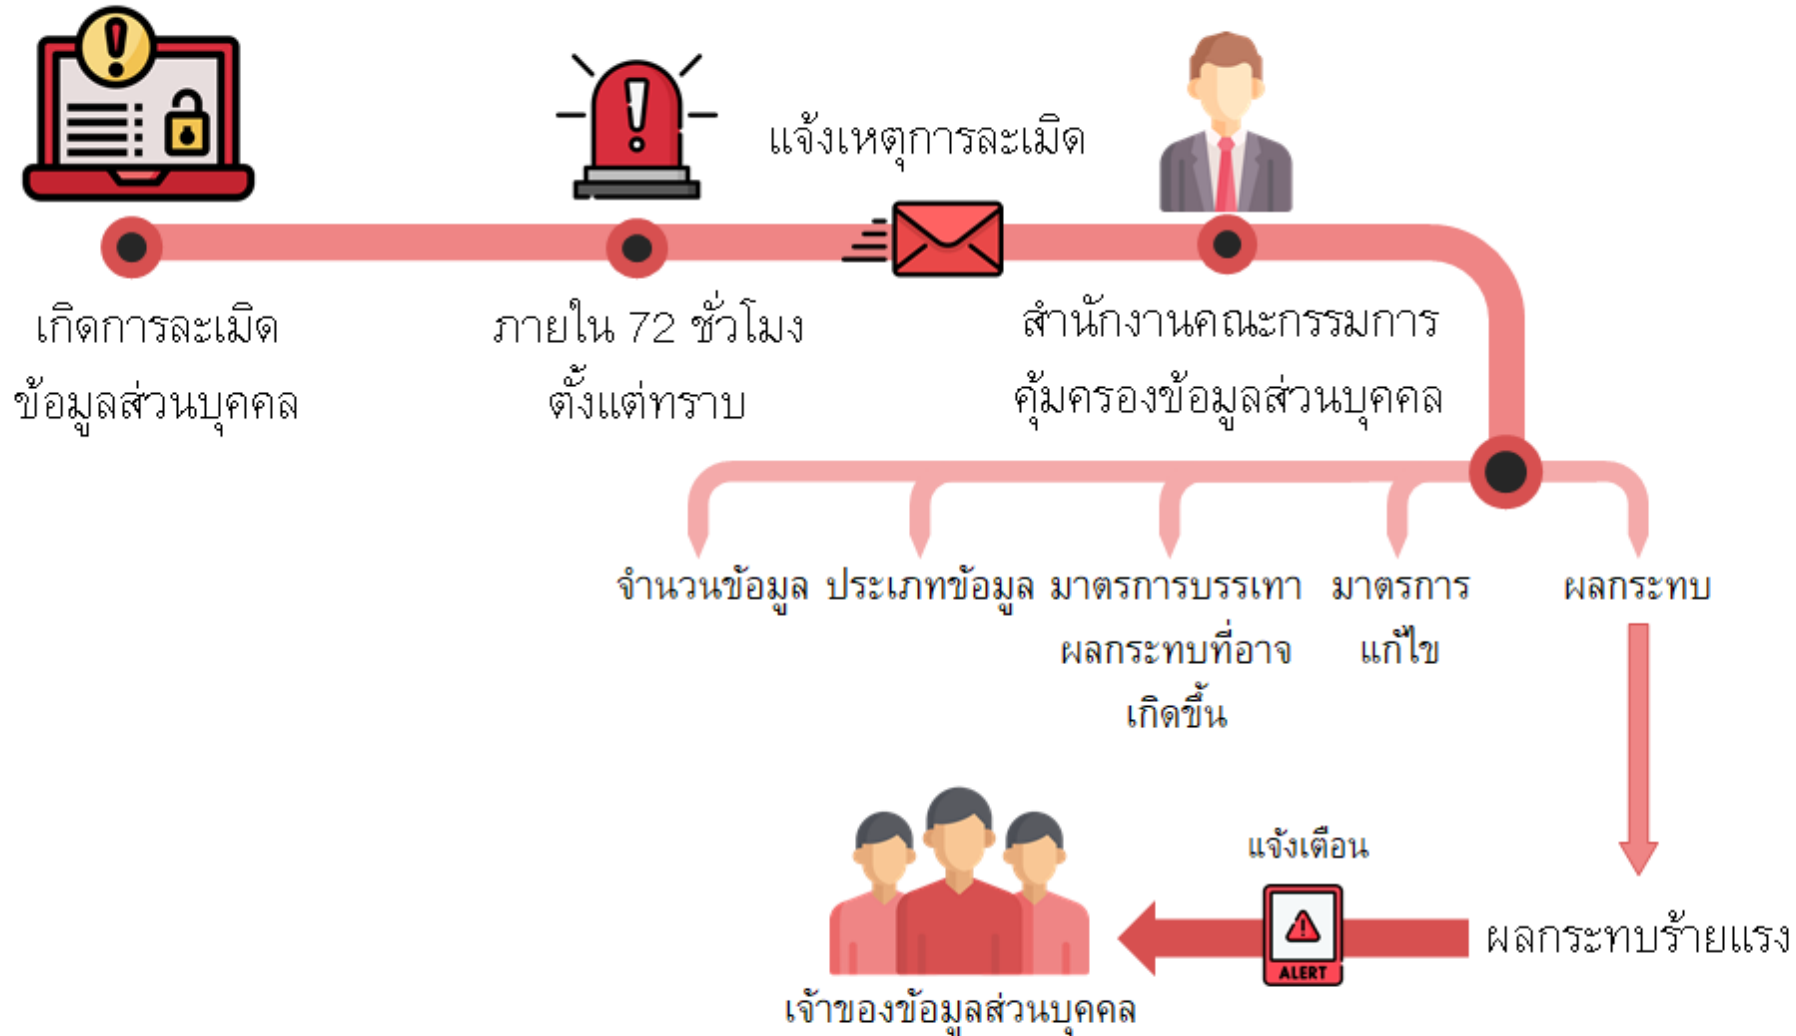 แจ้งเหตุการละเมิด
เกิดการละเมิด
ข้อมูลส่วนบุคคล
ภายใน 72 ชั่วโมง
ตั้งแต่ทราบ
สำนักงานคณะกรรมการ
คุ้มครองข้อมูลส่วนบุคคล
จำนวนข้อมูล
ประเภทข้อมูล
มาตรการบรรเทา
ผลกระทบที่อาจ
เกิดขึ้น
มาตรการ
แก้ไข
ผลกระทบ
ผลกระทบร้ายแรง
แจ้งเตือน
ALERT
เจ้าของข้อมูลส่วนบุคคล